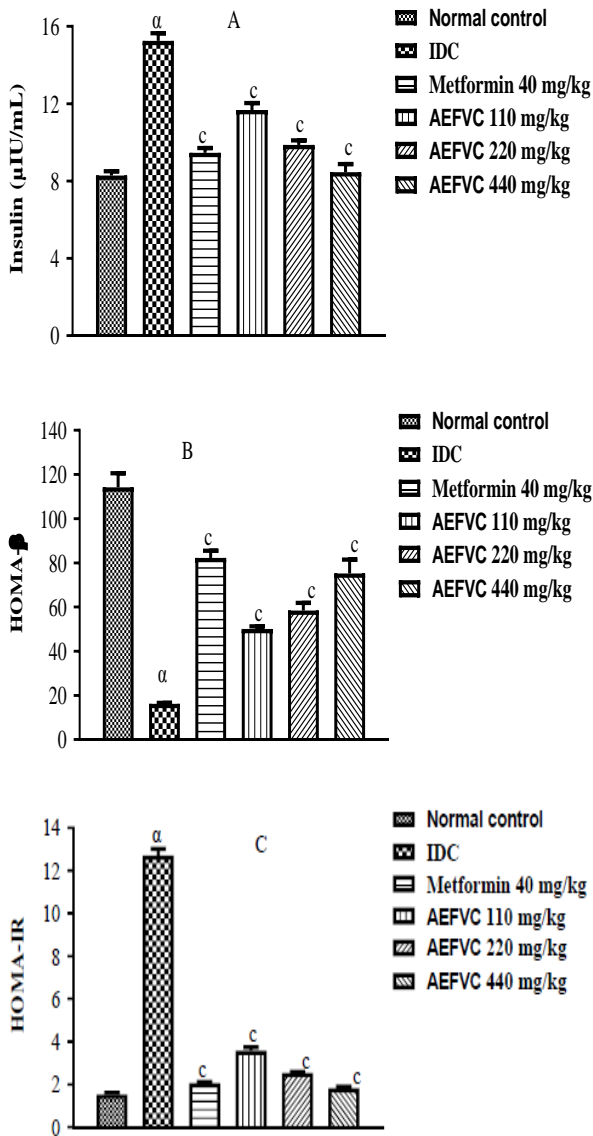 A
Insulin (µIU/mL)
16
12
8
4
0
α
c
c
c
c
Normal control
IDC
Metformin 40 mg/kg
AEFVC 110 mg/kg
AEFVC 220 mg/kg
AEFVC 440 mg/kg
B
HOMA-β
140
120
100
80
60
40
20
0
α
c
c
c
c
Normal control
IDC
Metformin 40 mg/kg
AEFVC 110 mg/kg
AEFVC 220 mg/kg
AEFVC 440 mg/kg
C
HOMA-IR
14
12
10
8
6
4
2
0
α
c
c
c
c
Normal control
IDC
Metformin 40 mg/kg
AEFVC 110 mg/kg
AEFVC 220 mg/kg
AEFVC 440 mg/kg